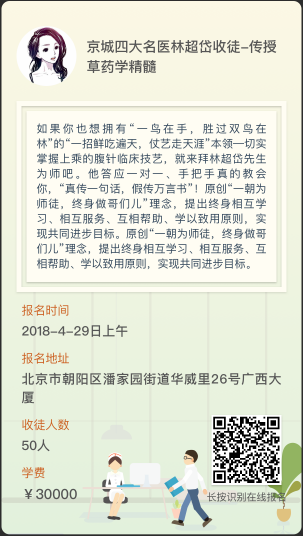 京城四大名医林超岱收徒–传授
草药学精髓
如果你也想拥有“一鸟在手，胜过双鸟在
林”的“一招鲜吃遍天，仗艺走天涯”本领一切实
掌握上乘的腹针临床技艺，就来拜林超岱先生
为师吧。他答应一对一、手把手真的教会
你，“真传一句话，假传万言书”！原创“一朝为
师徒，终身做哥们儿”理念，提出终身相互学
习、相互服务、互相帮助、学以致用原则，实
现共同进步目标。原创“一朝为师徒，终身做哥
们儿”理念，提出终身相互学习、相互服务、互
相帮助、学以致用原则，实现共同进步目标。
报名时间
2018-4-29日上午
报名地址
北京市朝阳区潘家园街道华威里26号广西大
厦
收徒人数
50人
学费
￥30000
长按识别在线报名